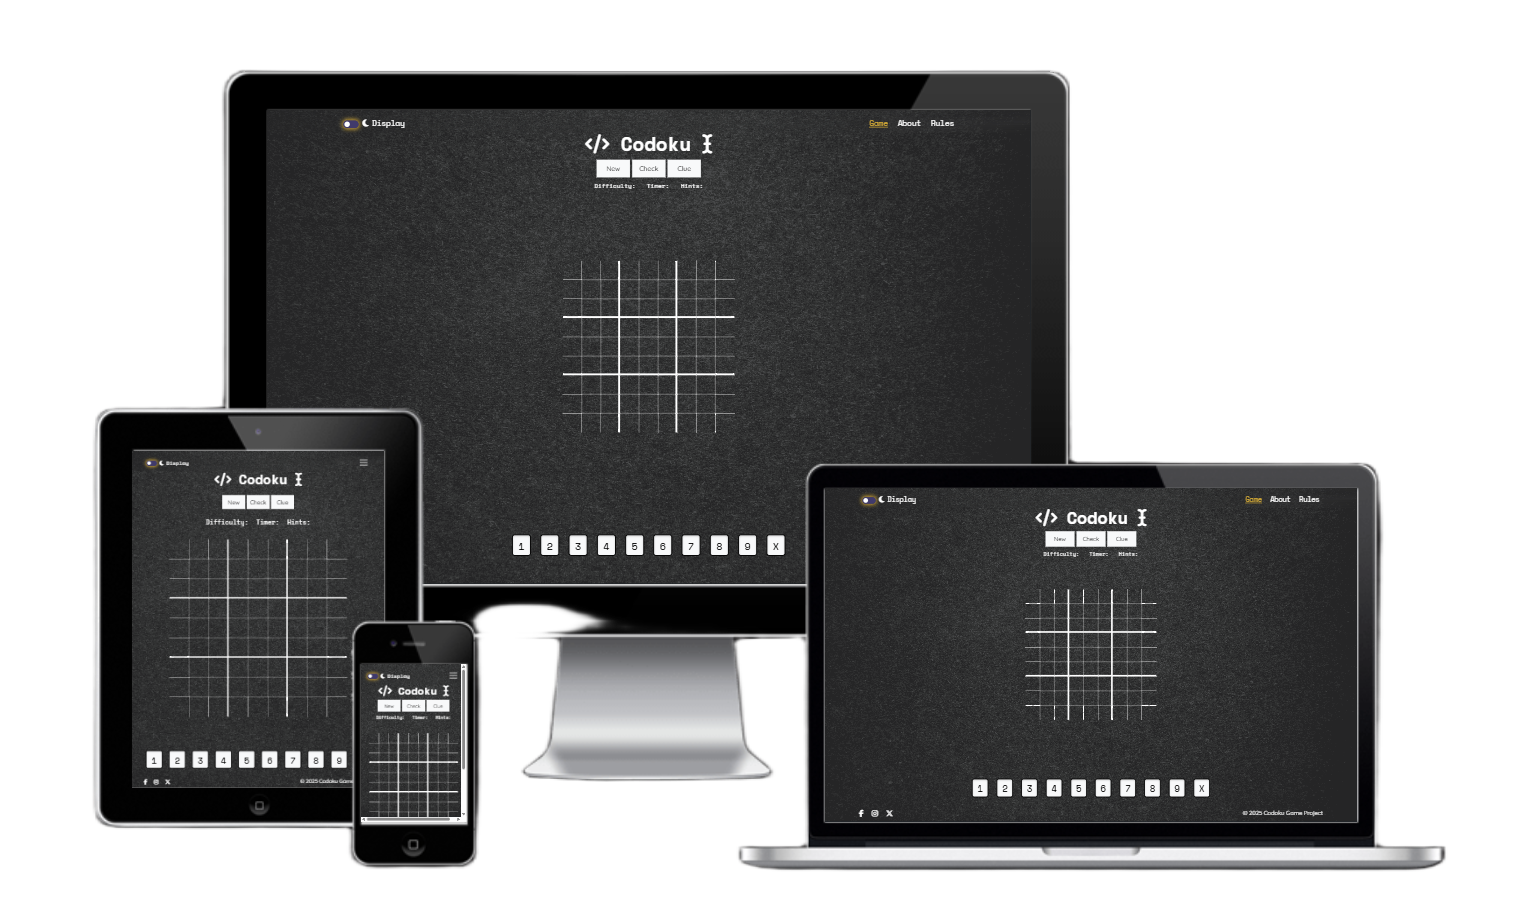 Display Game About Rules
</> Codoku
New Check Clue
Difficulty: Timer: Hints:
1 2 3 4 5 6 7 8 9 X
Display
</> Codoku
New Check Clue
Difficulty: Timer: Hints:
1 2 3 4 5 6 7 8 9
© 2025 Codoku Game
Display
</> Codoku
New Check Clue
Difficulty: Timer: Hints:
Display Game About Rules
</> Codoku
New Check Clue
Difficulty: Timer: Hints:
1 2 3 4 5 6 7 8 9 X
© 2025 Codoku Game Project